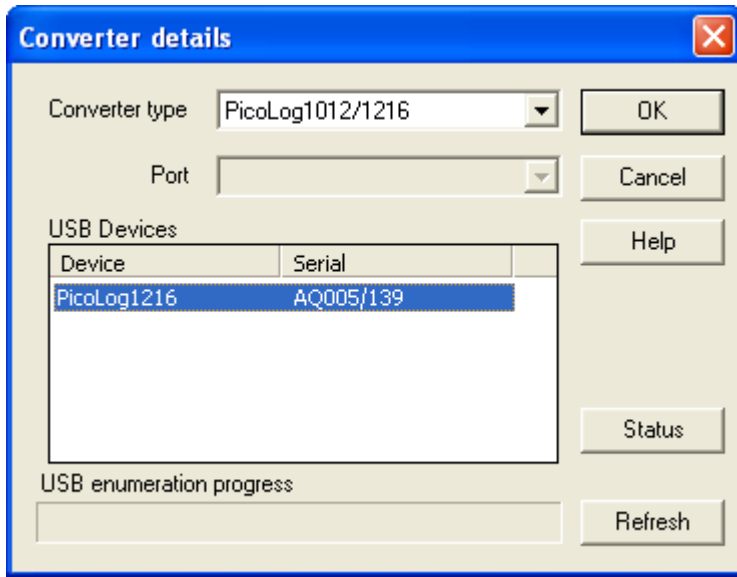 Converter details
Converter type PicoLog1012/1216 OK
Port Cancel
USB Devices Help
Device Serial
PicoLog1216 AQ005/139
Status
USB enumeration progress
Refresh